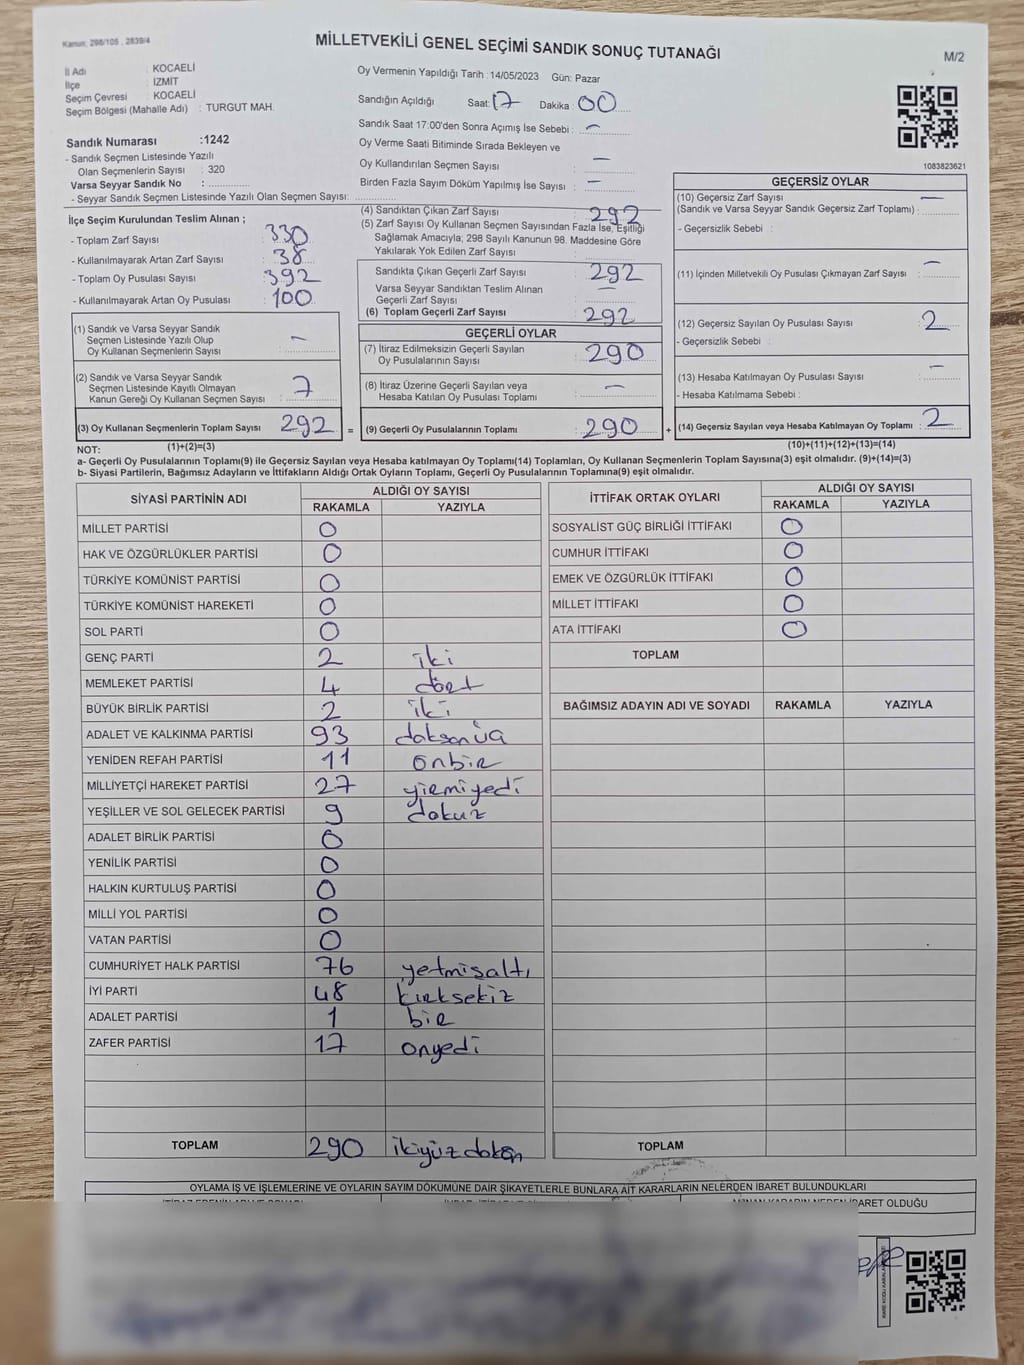 Kanun: 298/105 , 2839/4
MİLLETVEKİLİ GENEL SEÇİMİ SANDIK SONUÇ TUTANAĞI
M/2
İl Adı : KOCAELİ
İlçe : İZMİT
Seçim Çevresi : KOCAELİ
Seçim Bölgesi (Mahalle Adı) : TURGUT MAH.
Oy Vermenin Yapıldığı Tarih : 14/05/2023 Gün: Pazar
Sandığın Açıldığı Saat: 17 Dakika : 00
Sandık Saat 17:00'den Sonra Açımış İse Sebebi : –
Oy Verme Saati Bitiminde Sırada Bekleyen ve
Oy Kullandırılan Seçmen Sayısı : –
Birden Fazla Sayım Döküm Yapılmış İse Sayısı : –
1083823621
Sandık Numarası :1242
- Sandık Seçmen Listesinde Yazılı
Olan Seçmenlerin Sayısı : 320
Varsa Seyyar Sandık No :
- Seyyar Sandık Seçmen Listesinde Yazılı Olan Seçmen Sayısı:
İlçe Seçim Kurulundan Teslim Alınan ;
- Toplam Zarf Sayısı : 330
- Kullanılmayarak Artan Zarf Sayısı : 38
- Toplam Oy Pusulası Sayısı : 392
- Kullanılmayarak Artan Oy Pusulası : 100
(1) Sandık ve Varsa Seyyar Sandık
Seçmen Listesinde Yazılı Olup
Oy Kullanan Seçmenlerin Sayısı : –
(2) Sandık ve Varsa Seyyar Sandık
Seçmen Listesinde Kayıtlı Olmayan
Kanun Gereği Oy Kullanan Seçmen Sayısı : 7
(3) Oy Kullanan Seçmenlerin Toplam Sayısı : 292 =
(4) Sandıktan Çıkan Zarf Sayısı : 292
(5) Zarf Sayısı Oy Kullanan Seçmen Sayısından Fazla İse, Eşitliği
Sağlamak Amacıyla; 298 Sayılı Kanunun 98. Maddesine Göre
Yakılarak Yok Edilen Zarf Sayısı :
Sandıkta Çıkan Geçerli Zarf Sayısı : 292
Varsa Seyyar Sandıktan Teslim Alınan
Geçerli Zarf Sayısı : –
(6) Toplam Geçerli Zarf Sayısı : 292
GEÇERLİ OYLAR
(7) İtiraz Edilmeksizin Geçerli Sayılan
Oy Pusulalarının Sayısı : 290
(8) İtiraz Üzerine Geçerli Sayılan veya
Hesaba Katılan Oy Pusulası Toplamı : –
(9) Geçerli Oy Pusulalarının Toplamı : 290 +
GEÇERSİZ OYLAR
(10) Geçersiz Zarf Sayısı –
(Sandık ve Varsa Seyyar Sandık Geçersiz Zarf Toplamı) :
- Geçersizlik Sebebi :
(11) İçinden Milletvekili Oy Pusulası Çıkmayan Zarf Sayısı : –
(12) Geçersiz Sayılan Oy Pusulası Sayısı : 2
- Geçersizlik Sebebi :
(13) Hesaba Katılmayan Oy Pusulası Sayısı : –
- Hesaba Katılmama Sebebi :
(14) Geçersiz Sayılan veya Hesaba Katılmayan Oy Toplamı : 2
NOT: (1)+(2)=(3) (10)+(11)+(12)+(13)=(14)
a- Geçerli Oy Pusulalarının Toplamı(9) ile Geçersiz Sayılan veya Hesaba katılmayan Oy Toplamı(14) Toplamları, Oy Kullanan Seçmenlerin Toplam Sayısına(3) eşit olmalıdır. (9)+(14)=(3)
b- Siyasi Partilerin, Bağımsız Adayların ve İttifakların Aldığı Ortak Oyların Toplamı, Geçerli Oy Pusulalarının Toplamına(9) eşit olmalıdır.
SİYASİ PARTİNİN ADI ALDIĞI OY SAYISI
RAKAMLA YAZIYLA
MİLLET PARTİSİ 0
HAK VE ÖZGÜRLÜKLER PARTİSİ 0
TÜRKİYE KOMÜNİST PARTİSİ 0
TÜRKİYE KOMÜNİST HAREKETİ 0
SOL PARTİ 0
GENÇ PARTİ 2 iki
MEMLEKET PARTİSİ 4 dört
BÜYÜK BİRLİK PARTİSİ 2 iki
ADALET VE KALKINMA PARTİSİ 93 doksanüç
YENİDEN REFAH PARTİSİ 11 onbir
MİLLİYETÇİ HAREKET PARTİSİ 27 yirmiyedi
YEŞİLLER VE SOL GELECEK PARTİSİ 9 dokuz
ADALET BİRLİK PARTİSİ 0
YENİLİK PARTİSİ 0
HALKIN KURTULUŞ PARTİSİ 0
MİLLİ YOL PARTİSİ 0
VATAN PARTİSİ 0
CUMHURİYET HALK PARTİSİ 76 yetmişaltı
İYİ PARTİ 48 kırksekiz
ADALET PARTİSİ 1 bir
ZAFER PARTİSİ 17 onyedi
TOPLAM 290 ikiyüzdoksan
İTTİFAK ORTAK OYLARI ALDIĞI OY SAYISI
RAKAMLA YAZIYLA
SOSYALİST GÜÇ BİRLİĞİ İTTİFAKI 0
CUMHUR İTTİFAKI 0
EMEK VE ÖZGÜRLÜK İTTİFAKI 0
MİLLET İTTİFAKI 0
ATA İTTİFAKI 0
TOPLAM
BAĞIMSIZ ADAYIN ADI VE SOYADI RAKAMLA YAZIYLA
TOPLAM
OYLAMA İŞ VE İŞLEMLERİNE VE OYLARIN SAYIM DÖKÜMÜNE DAİR ŞİKAYETLERLE BUNLARA AİT KARARLARIN NELERDEN İBARET BULUNDUKLARI
İBARET OLDUĞU